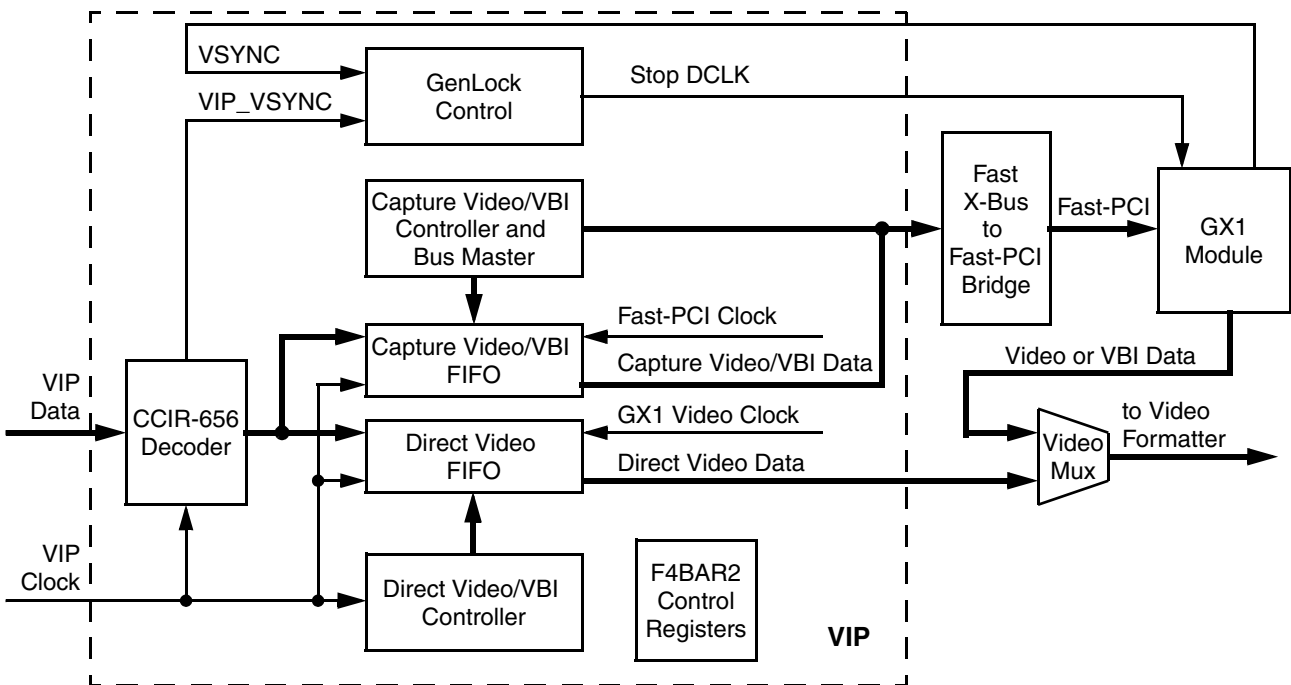 VSYNC
VIP_VSYNC
GenLock
Control
Stop DCLK
Capture Video/VBI
Controller and
Bus Master
Fast
X-Bus
to
Fast-PCI
Bridge
Fast-PCI
GX1
Module
Fast-PCI Clock
Capture Video/VBI
FIFO
Capture Video/VBI Data
Video or VBI Data
VIP
Data
CCIR-656
Decoder
GX1 Video Clock
Direct Video
FIFO
Direct Video Data
Video
Mux
to Video
Formatter
VIP
Clock
Direct Video/VBI
Controller
F4BAR2
Control
Registers
VIP